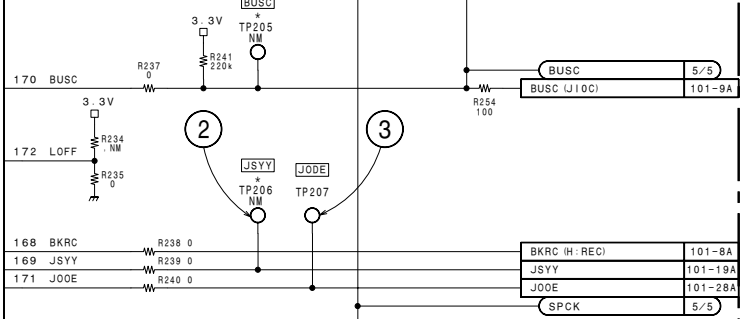 BUSC
*
TP205
NM
3.3V
R241
220k
R237
0
170 BUSC
BUSC 5/5
BUSC (JIOC) 101-9A
R254
100
3.3V
R234
.NM
172 LOFF
R235
0
2
3
JSYY
*
TP206
NM
JODE
TP207
168 BKRC R238 0
BKRC (H:REC) 101-8A
169 JSYY R239 0
JSYY 101-19A
171 JOOE R240 0
JOOE 101-28A
SPCK 5/5